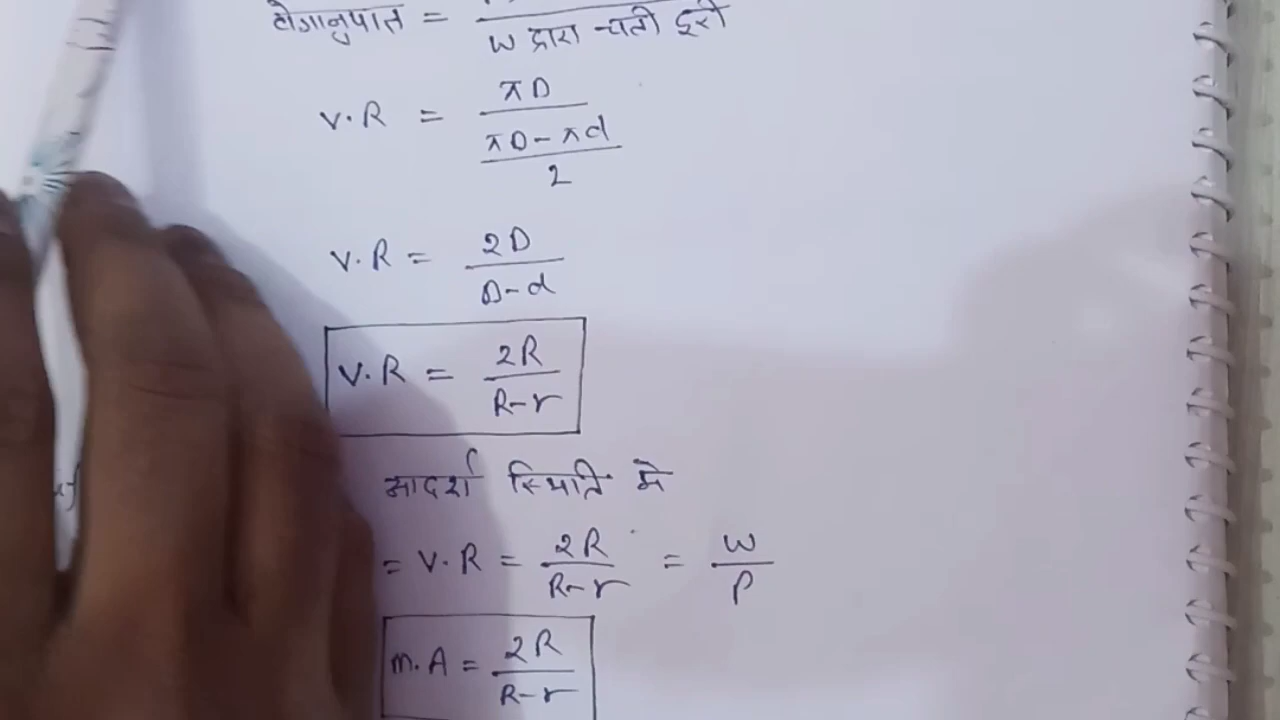 वेगानुपात = W द्वारा चली दूरी
V.R = πD / (πD - πd / 2)
V.R = 2D / D-d
V.R = 2R / R-r
आदर्श स्थिति मे
= V.R = 2R / R-r = W / P
M.A = 2R / R-r